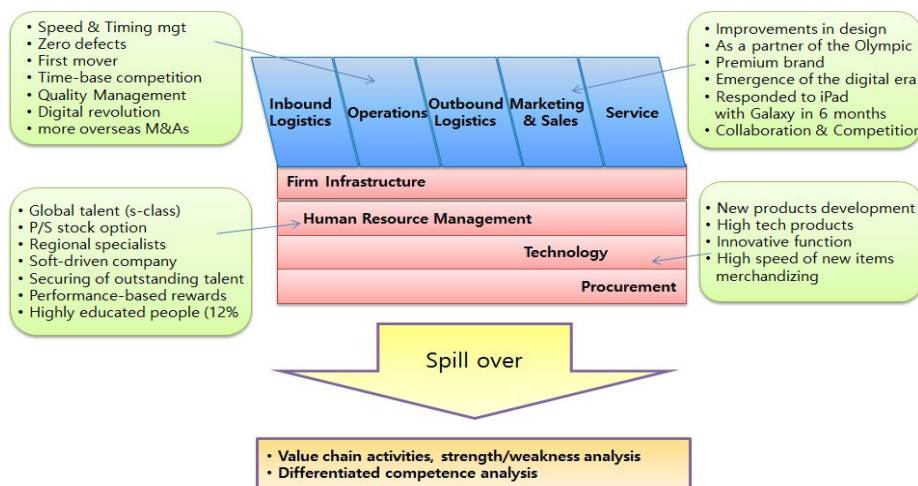 • Speed & Timing mgt
• Zero defects
• First mover
• Time-base competition
• Quality Management
• Digital revolution
• more overseas M&As
• Improvements in design
• As a partner of the Olympic
• Premium brand
• Emergence of the digital era
• Responded to iPad
with Galaxy in 6 months
• Collaboration & Competition
Inbound
Logistics
Operations
Outbound
Logistics
Marketing
& Sales
Service
Firm Infrastructure
Human Resource Management
Technology
Procurement
• Global talent (s-class)
• P/S stock option
• Regional specialists
• Soft-driven company
• Securing of outstanding talent
• Performance-based rewards
• Highly educated people (12%
• New products development
• High tech products
• Innovative function
• High speed of new items
merchandizing
Spill over
• Value chain activities, strength/weakness analysis
• Differentiated competence analysis